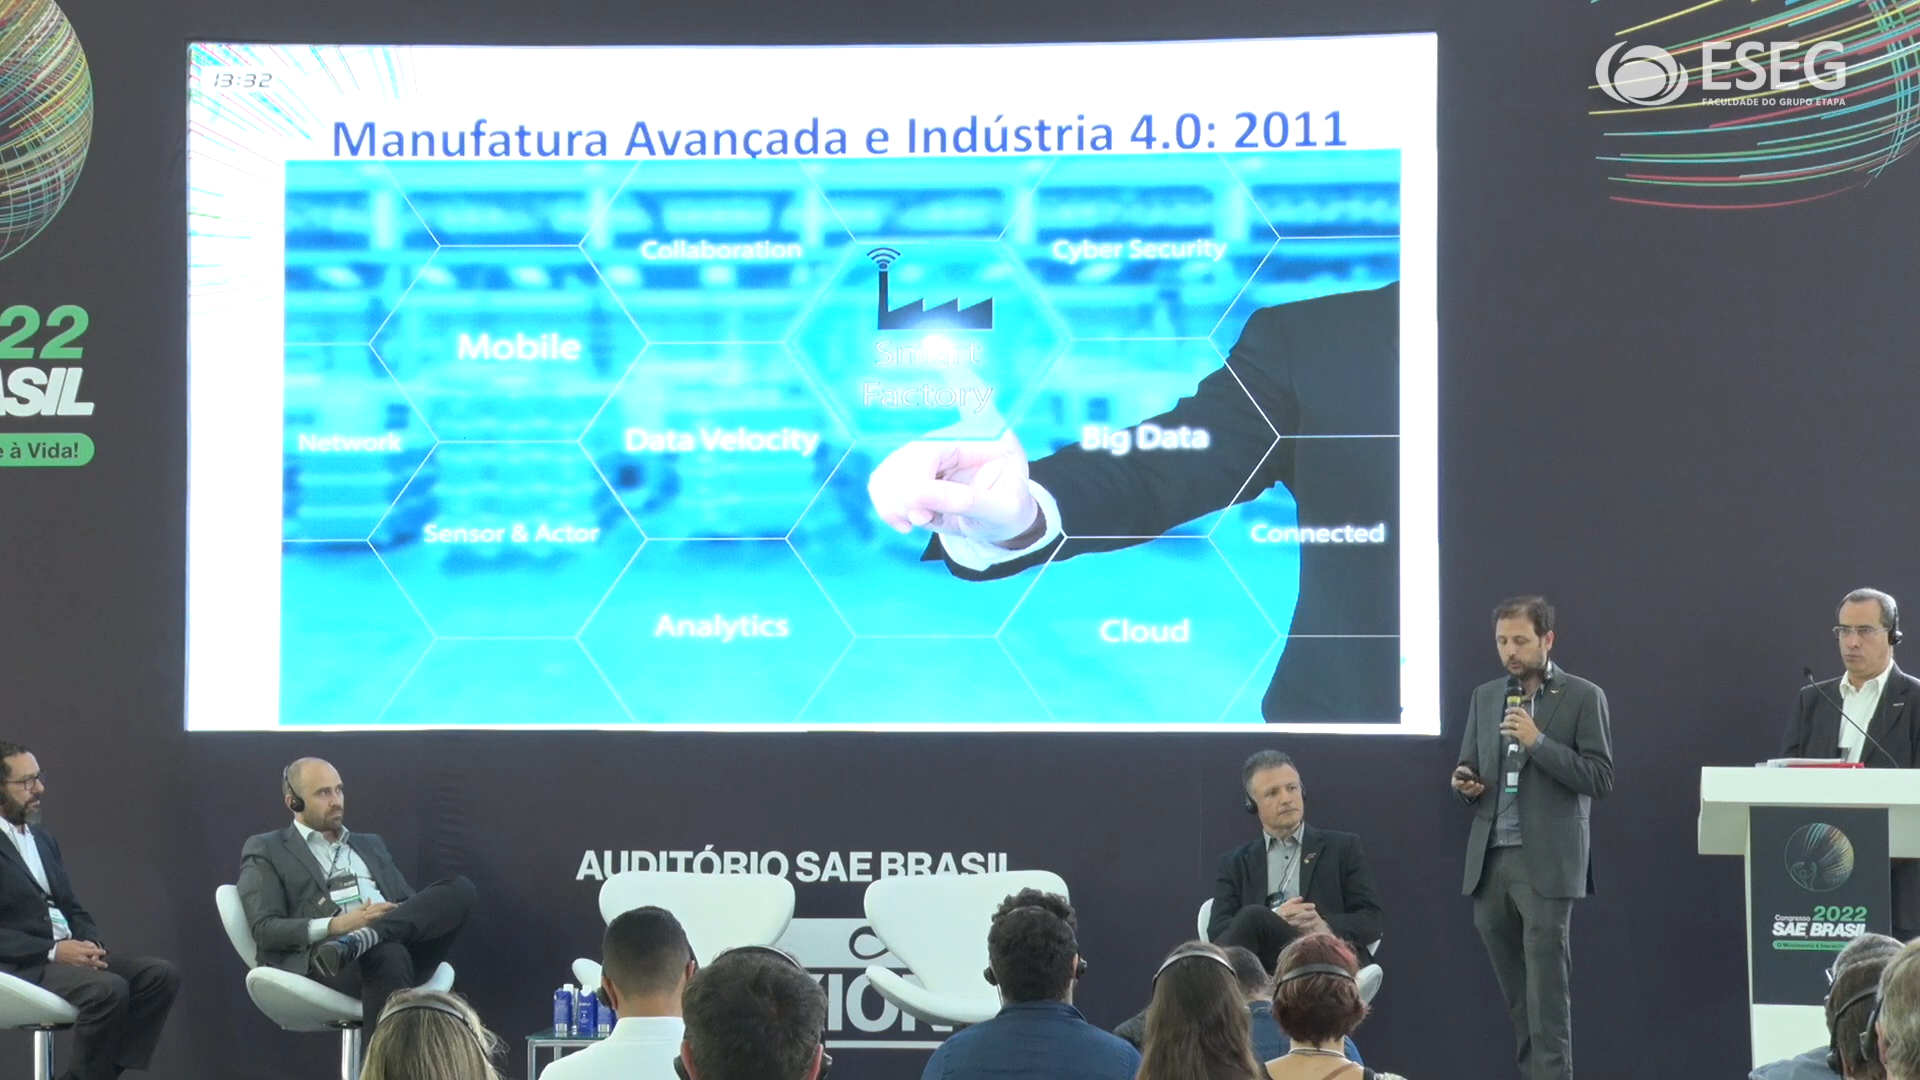 13:32
Manufatura Avançada e Indústria 4.0: 2011
Collaboration
Cyber Security
Mobile
Smart
Factory
Network
Data Velocity
Big Data
Sensor & Actor
Connected
Analytics
Cloud
ESEG
FACULDADE DO GRUPO ETAPA
22
ASIL
e à Vida!
AUDITÓRIO SAE BRASIL
Congresso 2022
SAE BRASIL